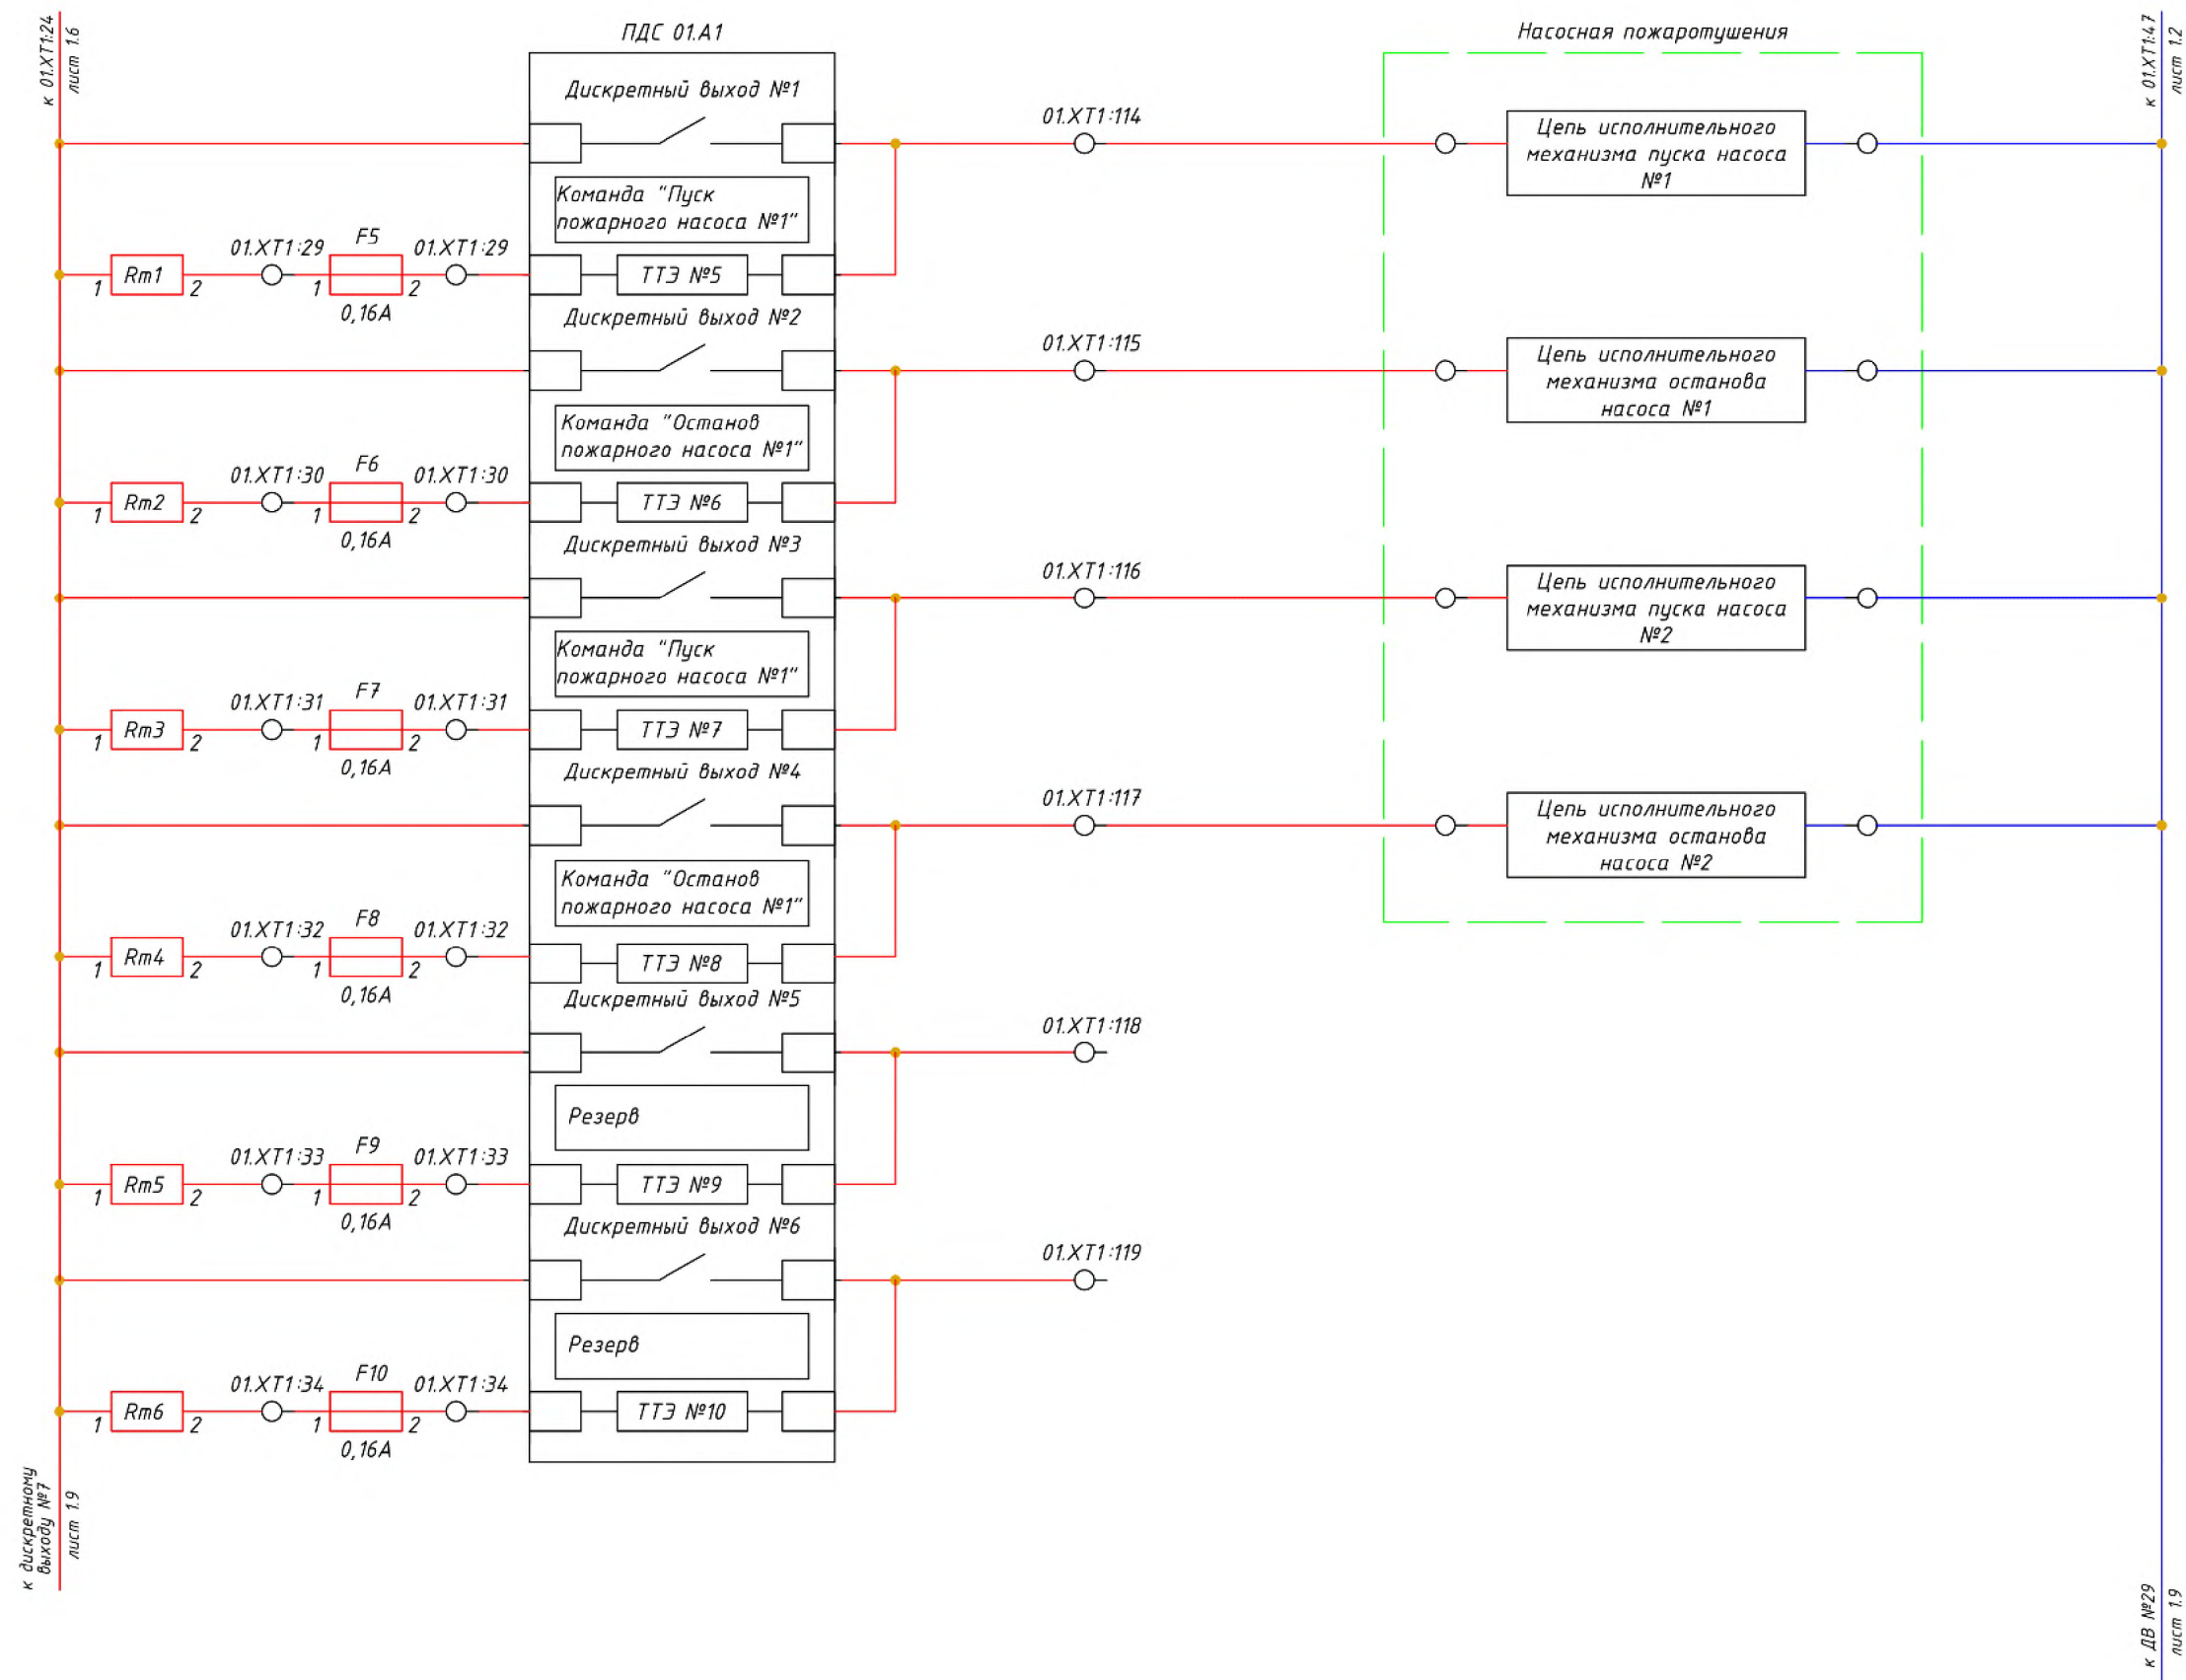 к 01.XT1:24
лист 1.6
ПДС 01.А1
Насосная пожаротушения
к 01.XT1:47
лист 1.2
Дискретный выход №1
01.XT1:114
Цепь исполнительного
механизма пуска насоса
№1
Команда "Пуск
пожарного насоса №1"
01.XT1:29
F5
01.XT1:29
1
Rm1
2
1
2
ТТЭ №5
0,16А
Дискретный выход №2
01.XT1:115
Цепь исполнительного
механизма останова
насоса №1
Команда "Останов
пожарного насоса №1"
01.XT1:30
F6
01.XT1:30
1
Rm2
2
1
2
ТТЭ №6
0,16А
Дискретный выход №3
01.XT1:116
Цепь исполнительного
механизма пуска насоса
№2
Команда "Пуск
пожарного насоса №1"
01.XT1:31
F7
01.XT1:31
1
Rm3
2
1
2
ТТЭ №7
0,16А
Дискретный выход №4
01.XT1:117
Цепь исполнительного
механизма останова
насоса №2
Команда "Останов
пожарного насоса №1"
01.XT1:32
F8
01.XT1:32
1
Rm4
2
1
2
ТТЭ №8
0,16А
Дискретный выход №5
01.XT1:118
Резерв
01.XT1:33
F9
01.XT1:33
1
Rm5
2
1
2
ТТЭ №9
0,16А
Дискретный выход №6
01.XT1:119
Резерв
01.XT1:34
F10
01.XT1:34
1
Rm6
2
1
2
ТТЭ №10
0,16А
к дискретному
выходу №7
лист 1.9
к ДВ №29
лист 1.9